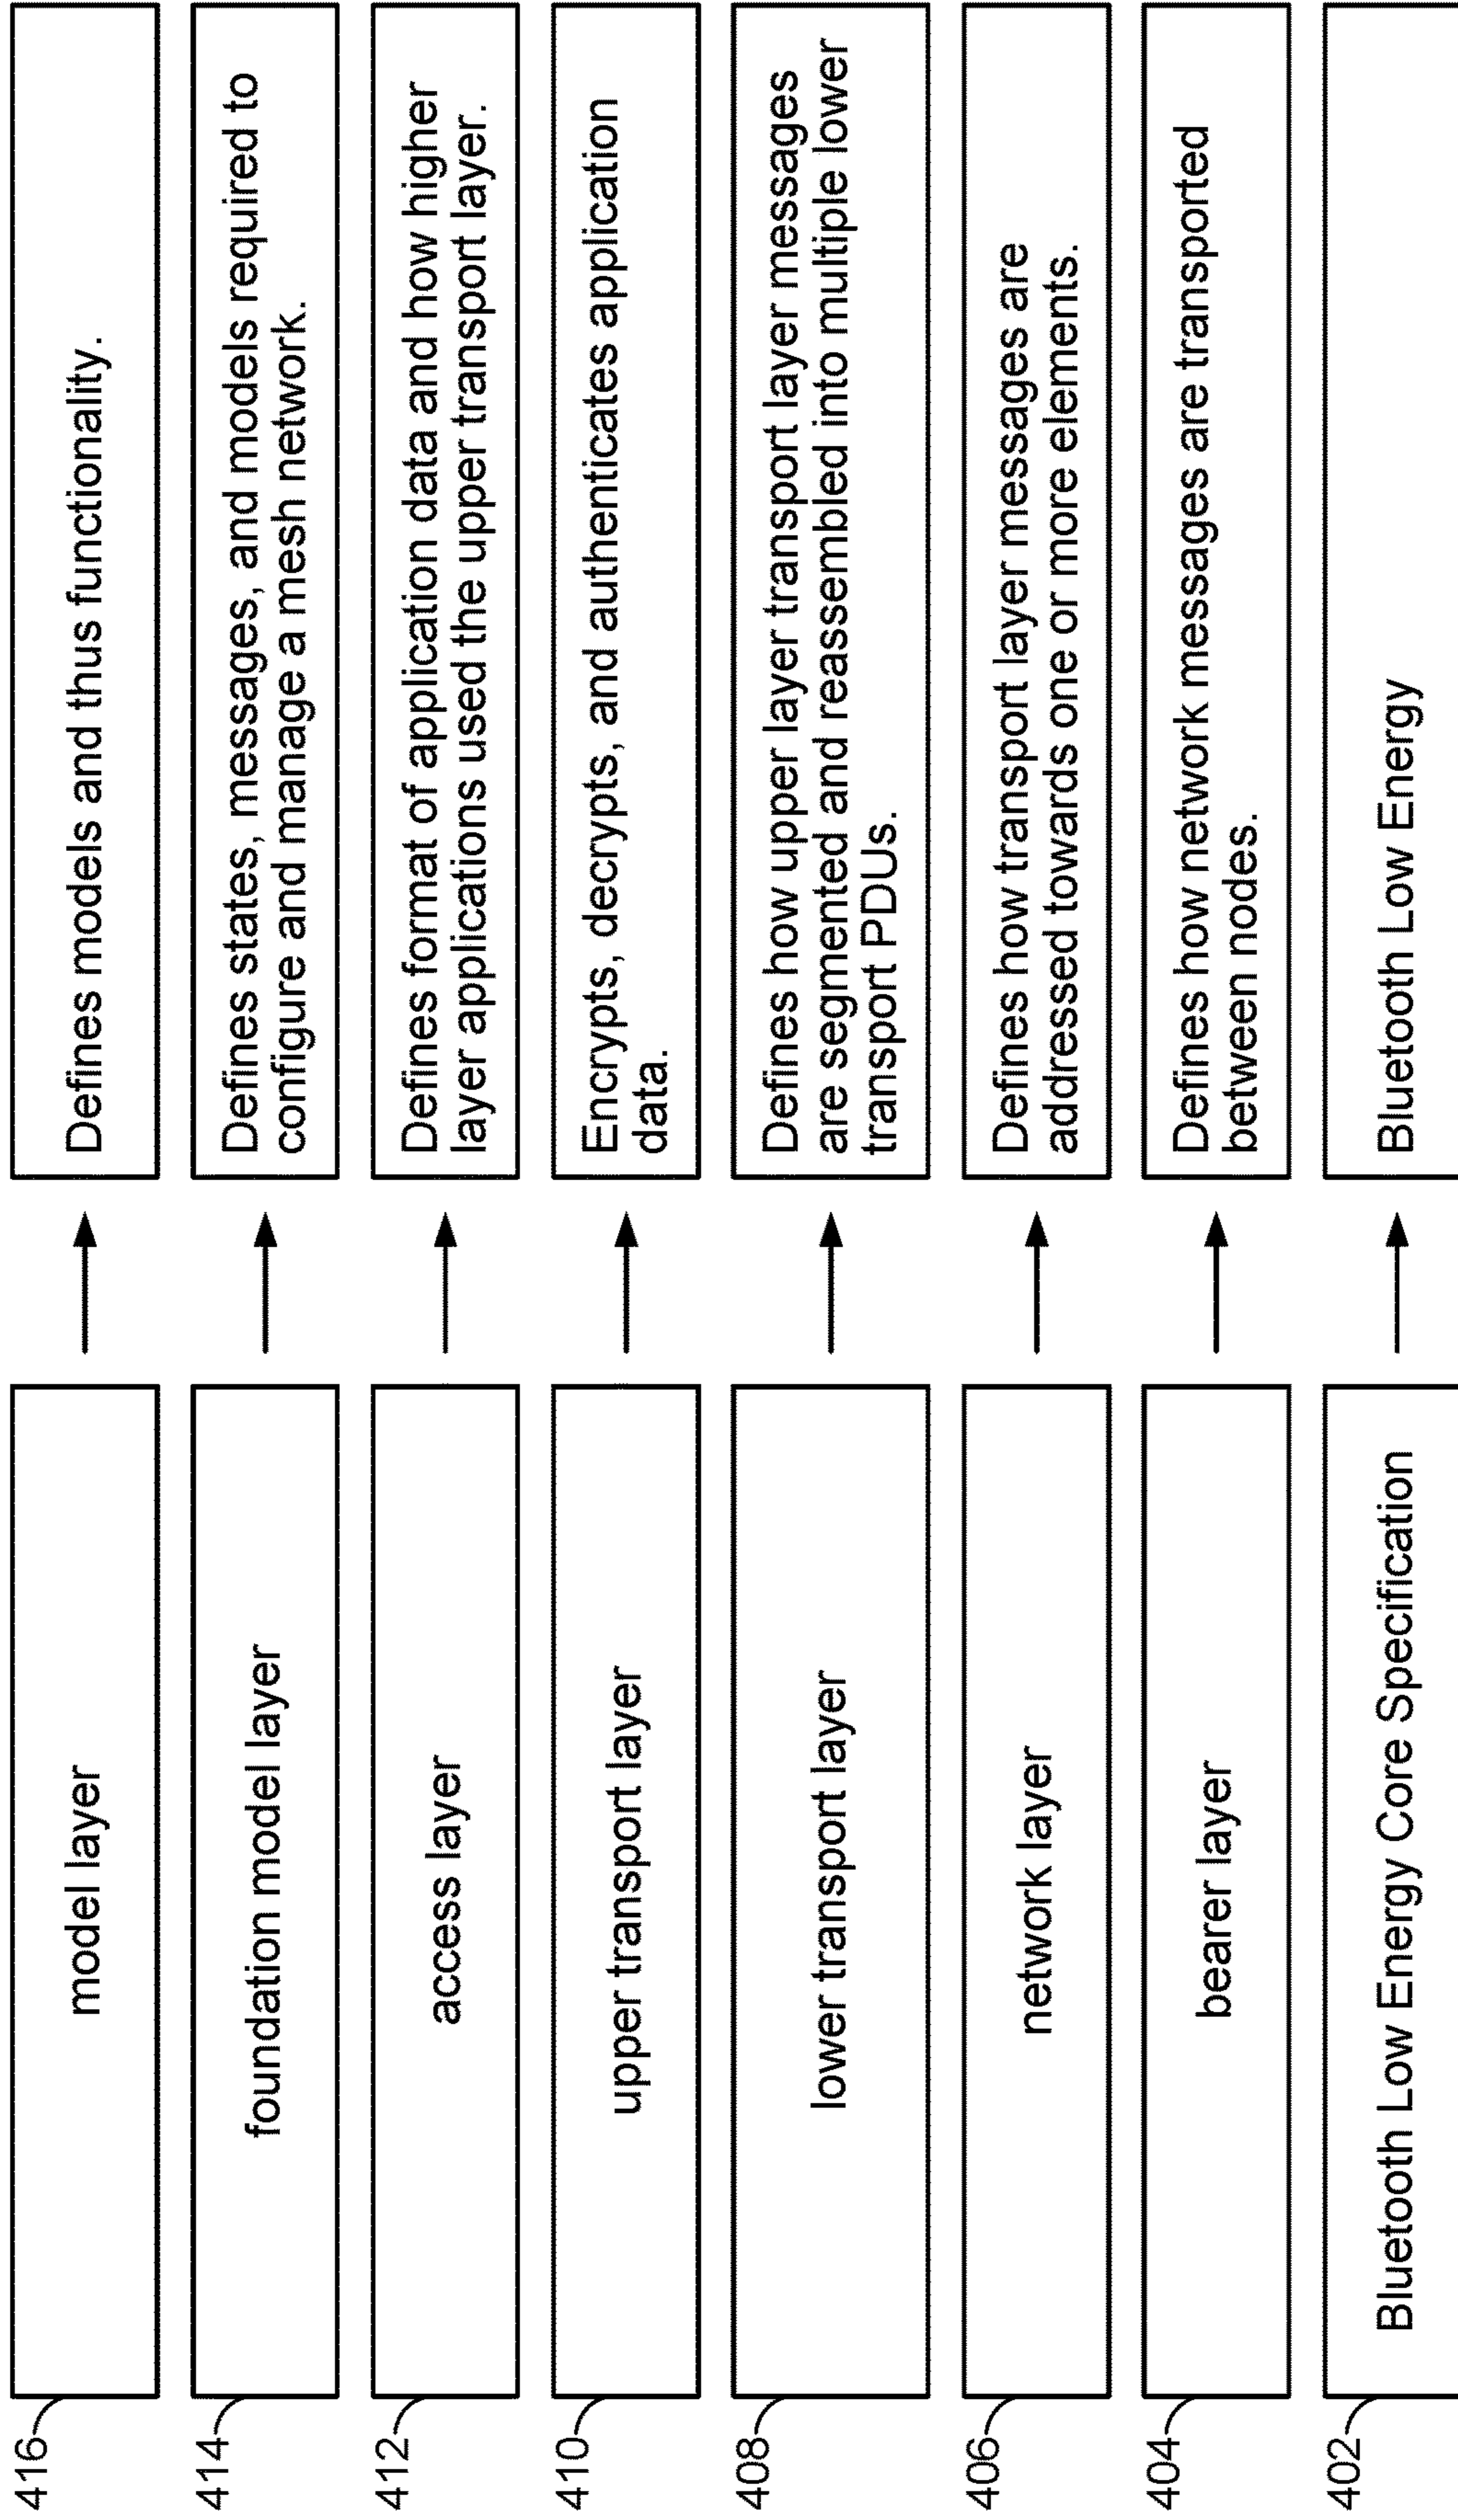 416
model layer
Defines models and thus functionality.
414
foundation model layer
Defines states, messages, and models required to
configure and manage a mesh network.
412
access layer
Defines format of application data and how higher
layer applications used the upper transport layer.
410
upper transport layer
Encrypts, decrypts, and authenticates application
data.
408
lower transport layer
Defines how upper layer transport layer messages
are segmented and reassembled into multiple lower
transport PDUs.
406
network layer
Defines how transport layer messages are
addressed towards one or more elements.
404
bearer layer
Defines how network messages are transported
between nodes.
402
Bluetooth Low Energy Core Specification
Bluetooth Low Energy